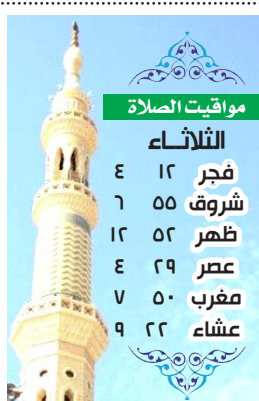 مواقيت الصلاة
الثلاثاء
فجر ١٢ ٤
شروق ٥٥ ٦
ظهر ٥٢ ١٢
عصر ٢٩ ٤
مغرب ٥٠ ٧
عشاء ٢٢ ٩